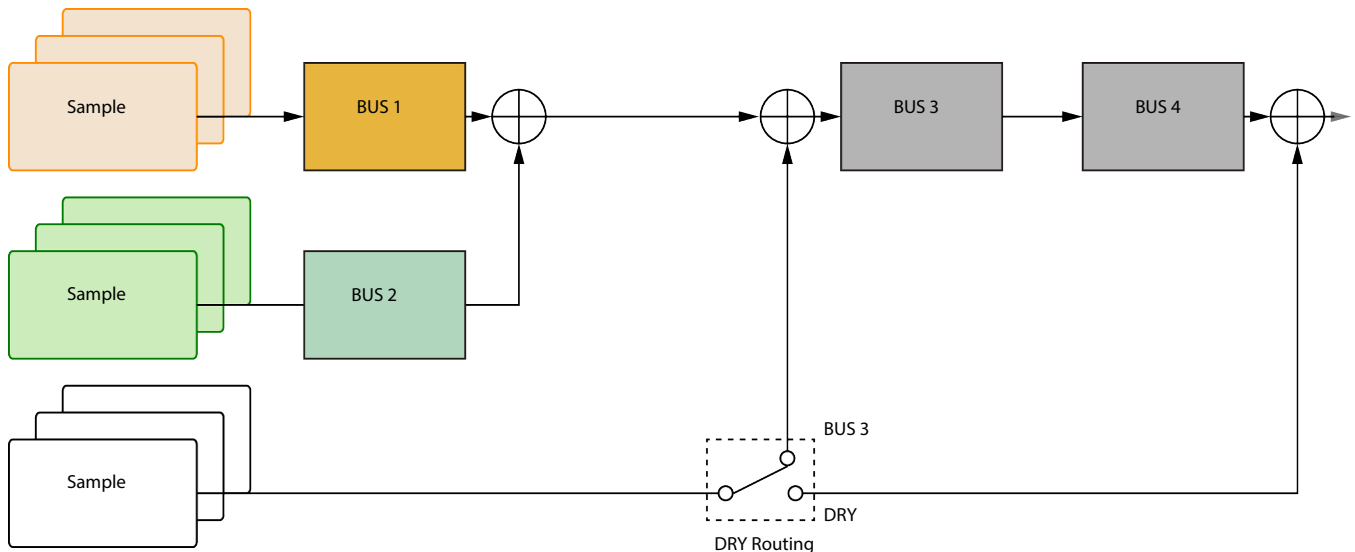 Sample
BUS 1
BUS 3
BUS 4
Sample
BUS 2
BUS 3
Sample
DRY
DRY Routing